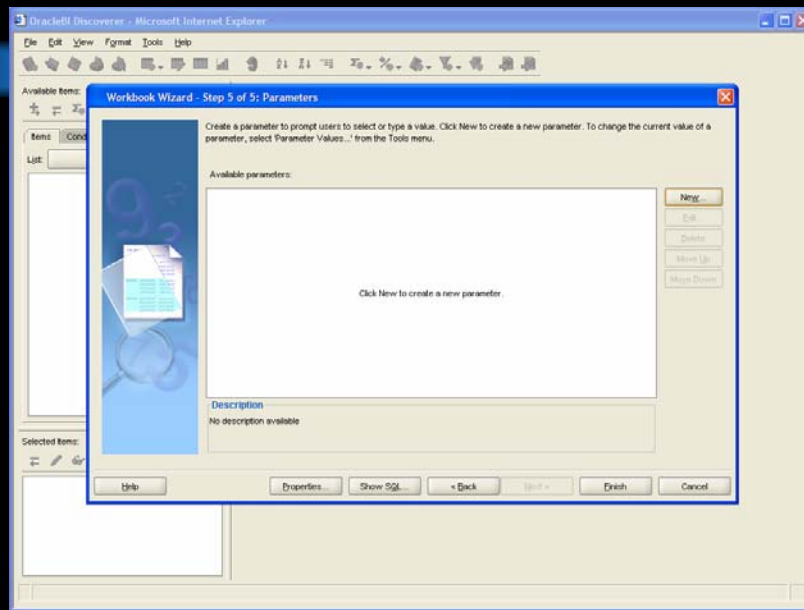 OracleBI Discoverer - Microsoft Internet Explorer
File Edit View Format Tools Help
Available Items:
Workbook Wizard - Step 5 of 5: Parameters
Items Cond
List:
Create a parameter to prompt users to select or type a value. Click New to create a new parameter. To change the current value of a
parameter, select 'Parameter Values...' from the Tools menu.
Available parameters:
New...
Edit
Delete
Move Up
Move Down
Click New to create a new parameter.
Description
No description available
Selected Items:
Help Properties... Show SQL... < Back Next > Finish Cancel